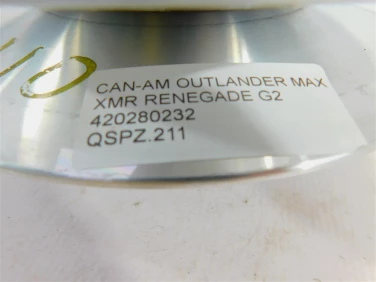 CAN-AM OUTLANDER MAX
XMR RENEGADE G2
420280232
QSPZ.211